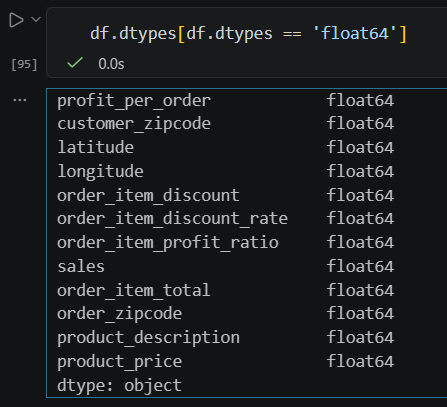 df.dtypes[df.dtypes == 'float64']
[95]
0.0s
...
profit_per_order float64
customer_zipcode float64
latitude float64
longitude float64
order_item_discount float64
order_item_discount_rate float64
order_item_profit_ratio float64
sales float64
order_item_total float64
order_zipcode float64
product_description float64
product_price float64
dtype: object